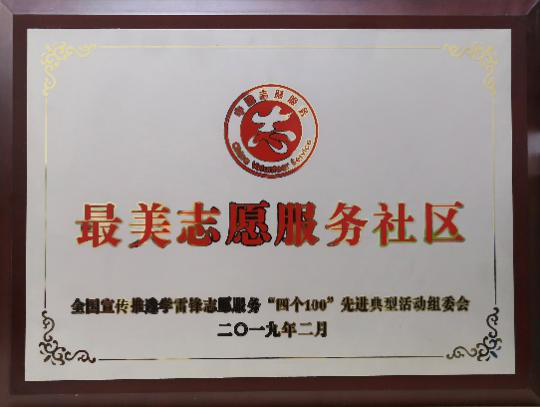 中国志愿服务
志
China Volunteer Service
最美志愿服务社区
全国宣传推选学雷锋志愿服务“四个100”先进典型活动组委会
二〇一九年二月